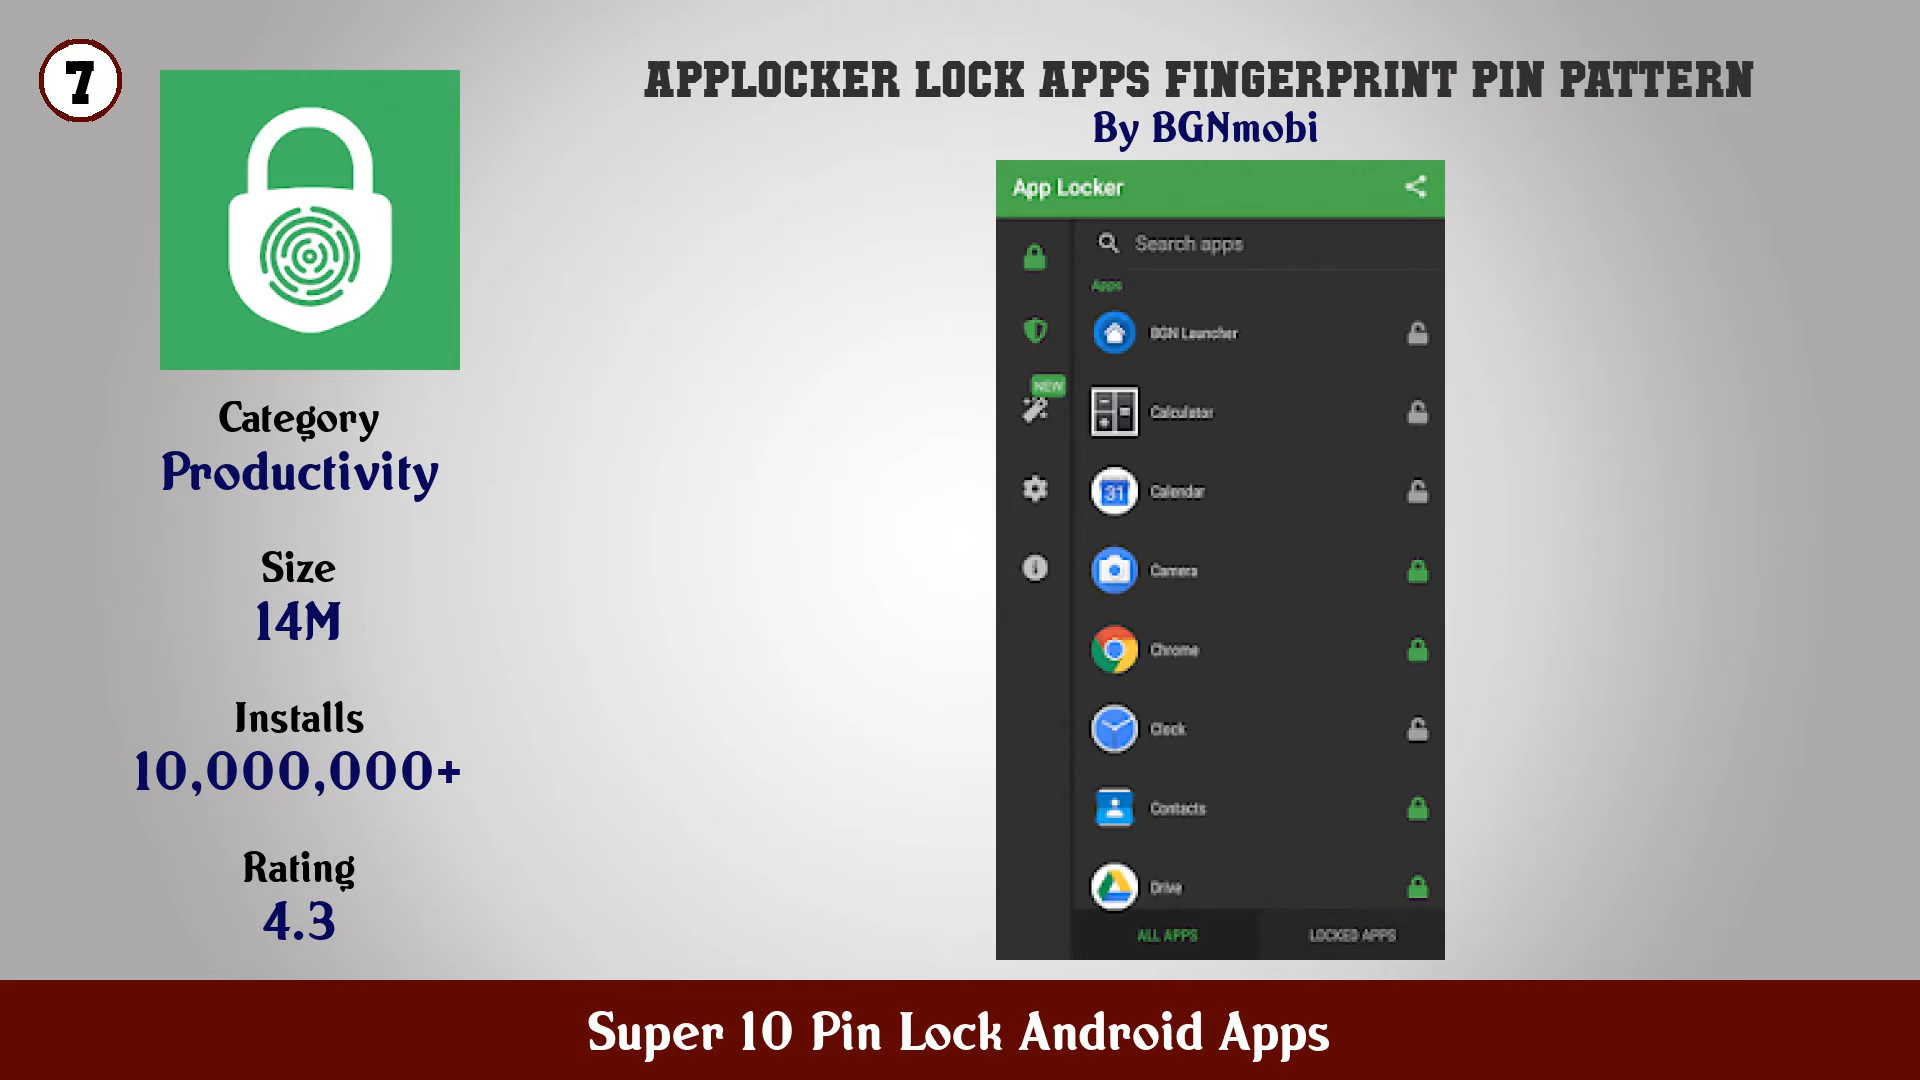 7
APPLOCKER LOCK APPS FINGERPRINT PIN PATTERN
By BGNmobi
Category
Productivity
Size
14M
Installs
10,000,000+
Rating
4.3
App Locker
Search apps
Apps
BGN Launcher
NEW
Calculator
31
Calendar
Camera
Chrome
Clock
Contacts
Drive
ALL APPS
LOCKED APPS
Super 10 Pin Lock Android Apps